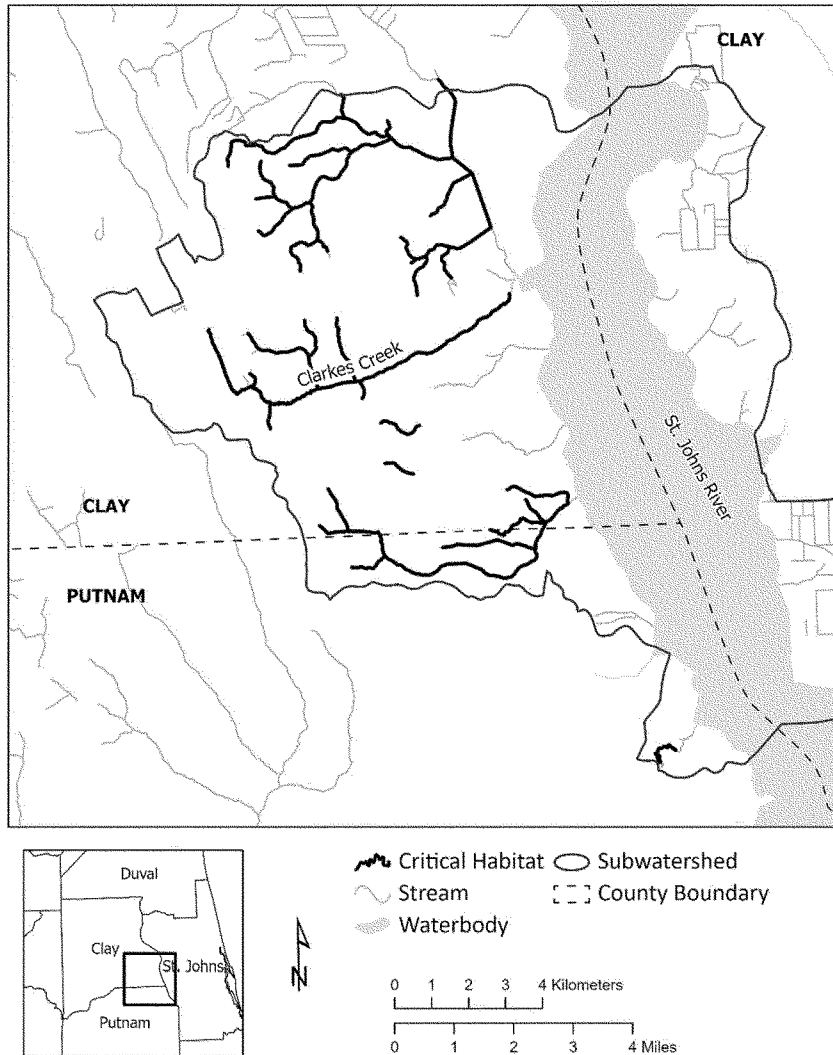 CLAY
Clarkes Creek
St. Johns River
CLAY
PUTNAM
Duval
Clay
St. Johns
Putnam
N
Critical Habitat
Subwatershed
Stream
County Boundary
Waterbody
0 1 2 3 4 Kilometers
0 1 2 3 4 Miles